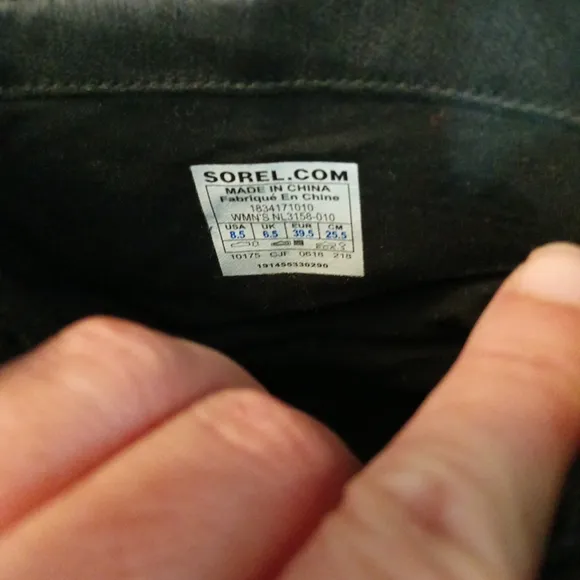 SOREL.COM
MADE IN CHINA
Fabriqué En Chine
1834171010
WMN'S NL3158-010
USA UK EUR CM
8.5 6.5 39.5 25.5
10175 CJF 0618 218
191456330290